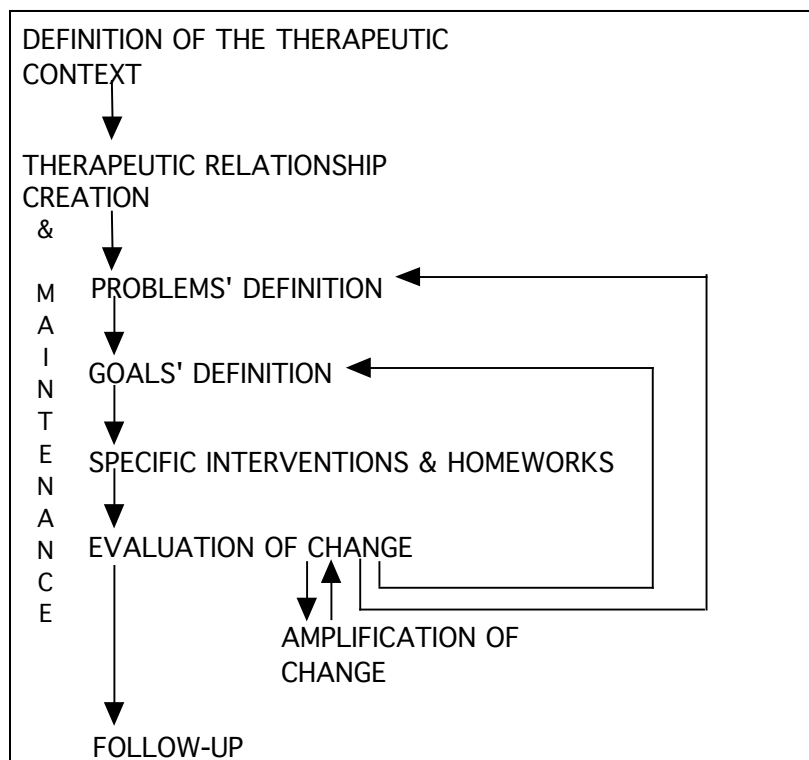 DEFINITION OF THE THERAPEUTIC
CONTEXT
THERAPEUTIC RELATIONSHIP
CREATION
& MAINTENANCE
PROBLEMS' DEFINITION
GOALS' DEFINITION
SPECIFIC INTERVENTIONS & HOMEWORKS
EVALUATION OF CHANGE
AMPLIFICATION OF
CHANGE
FOLLOW-UP